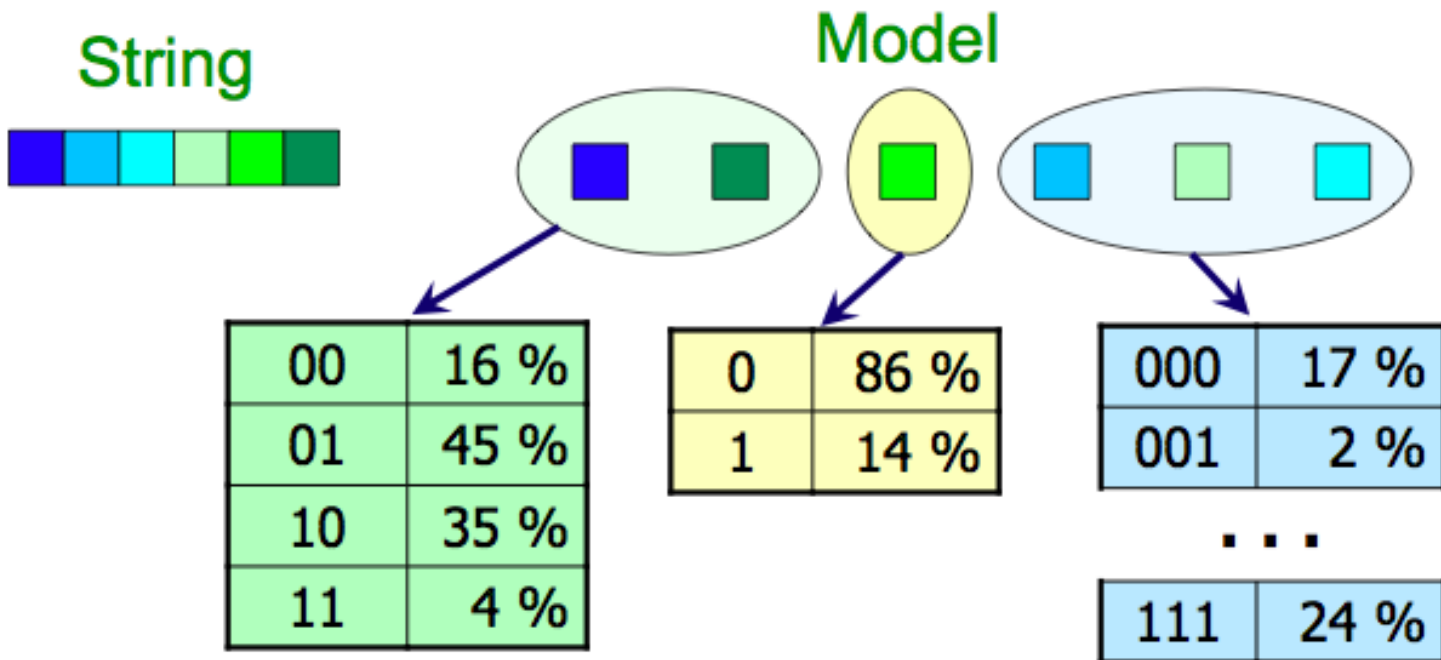 String
Model
00 16 %
01 45 %
10 35 %
11 4 %
0 86 %
1 14 %
000 17 %
001 2 %
...
111 24 %